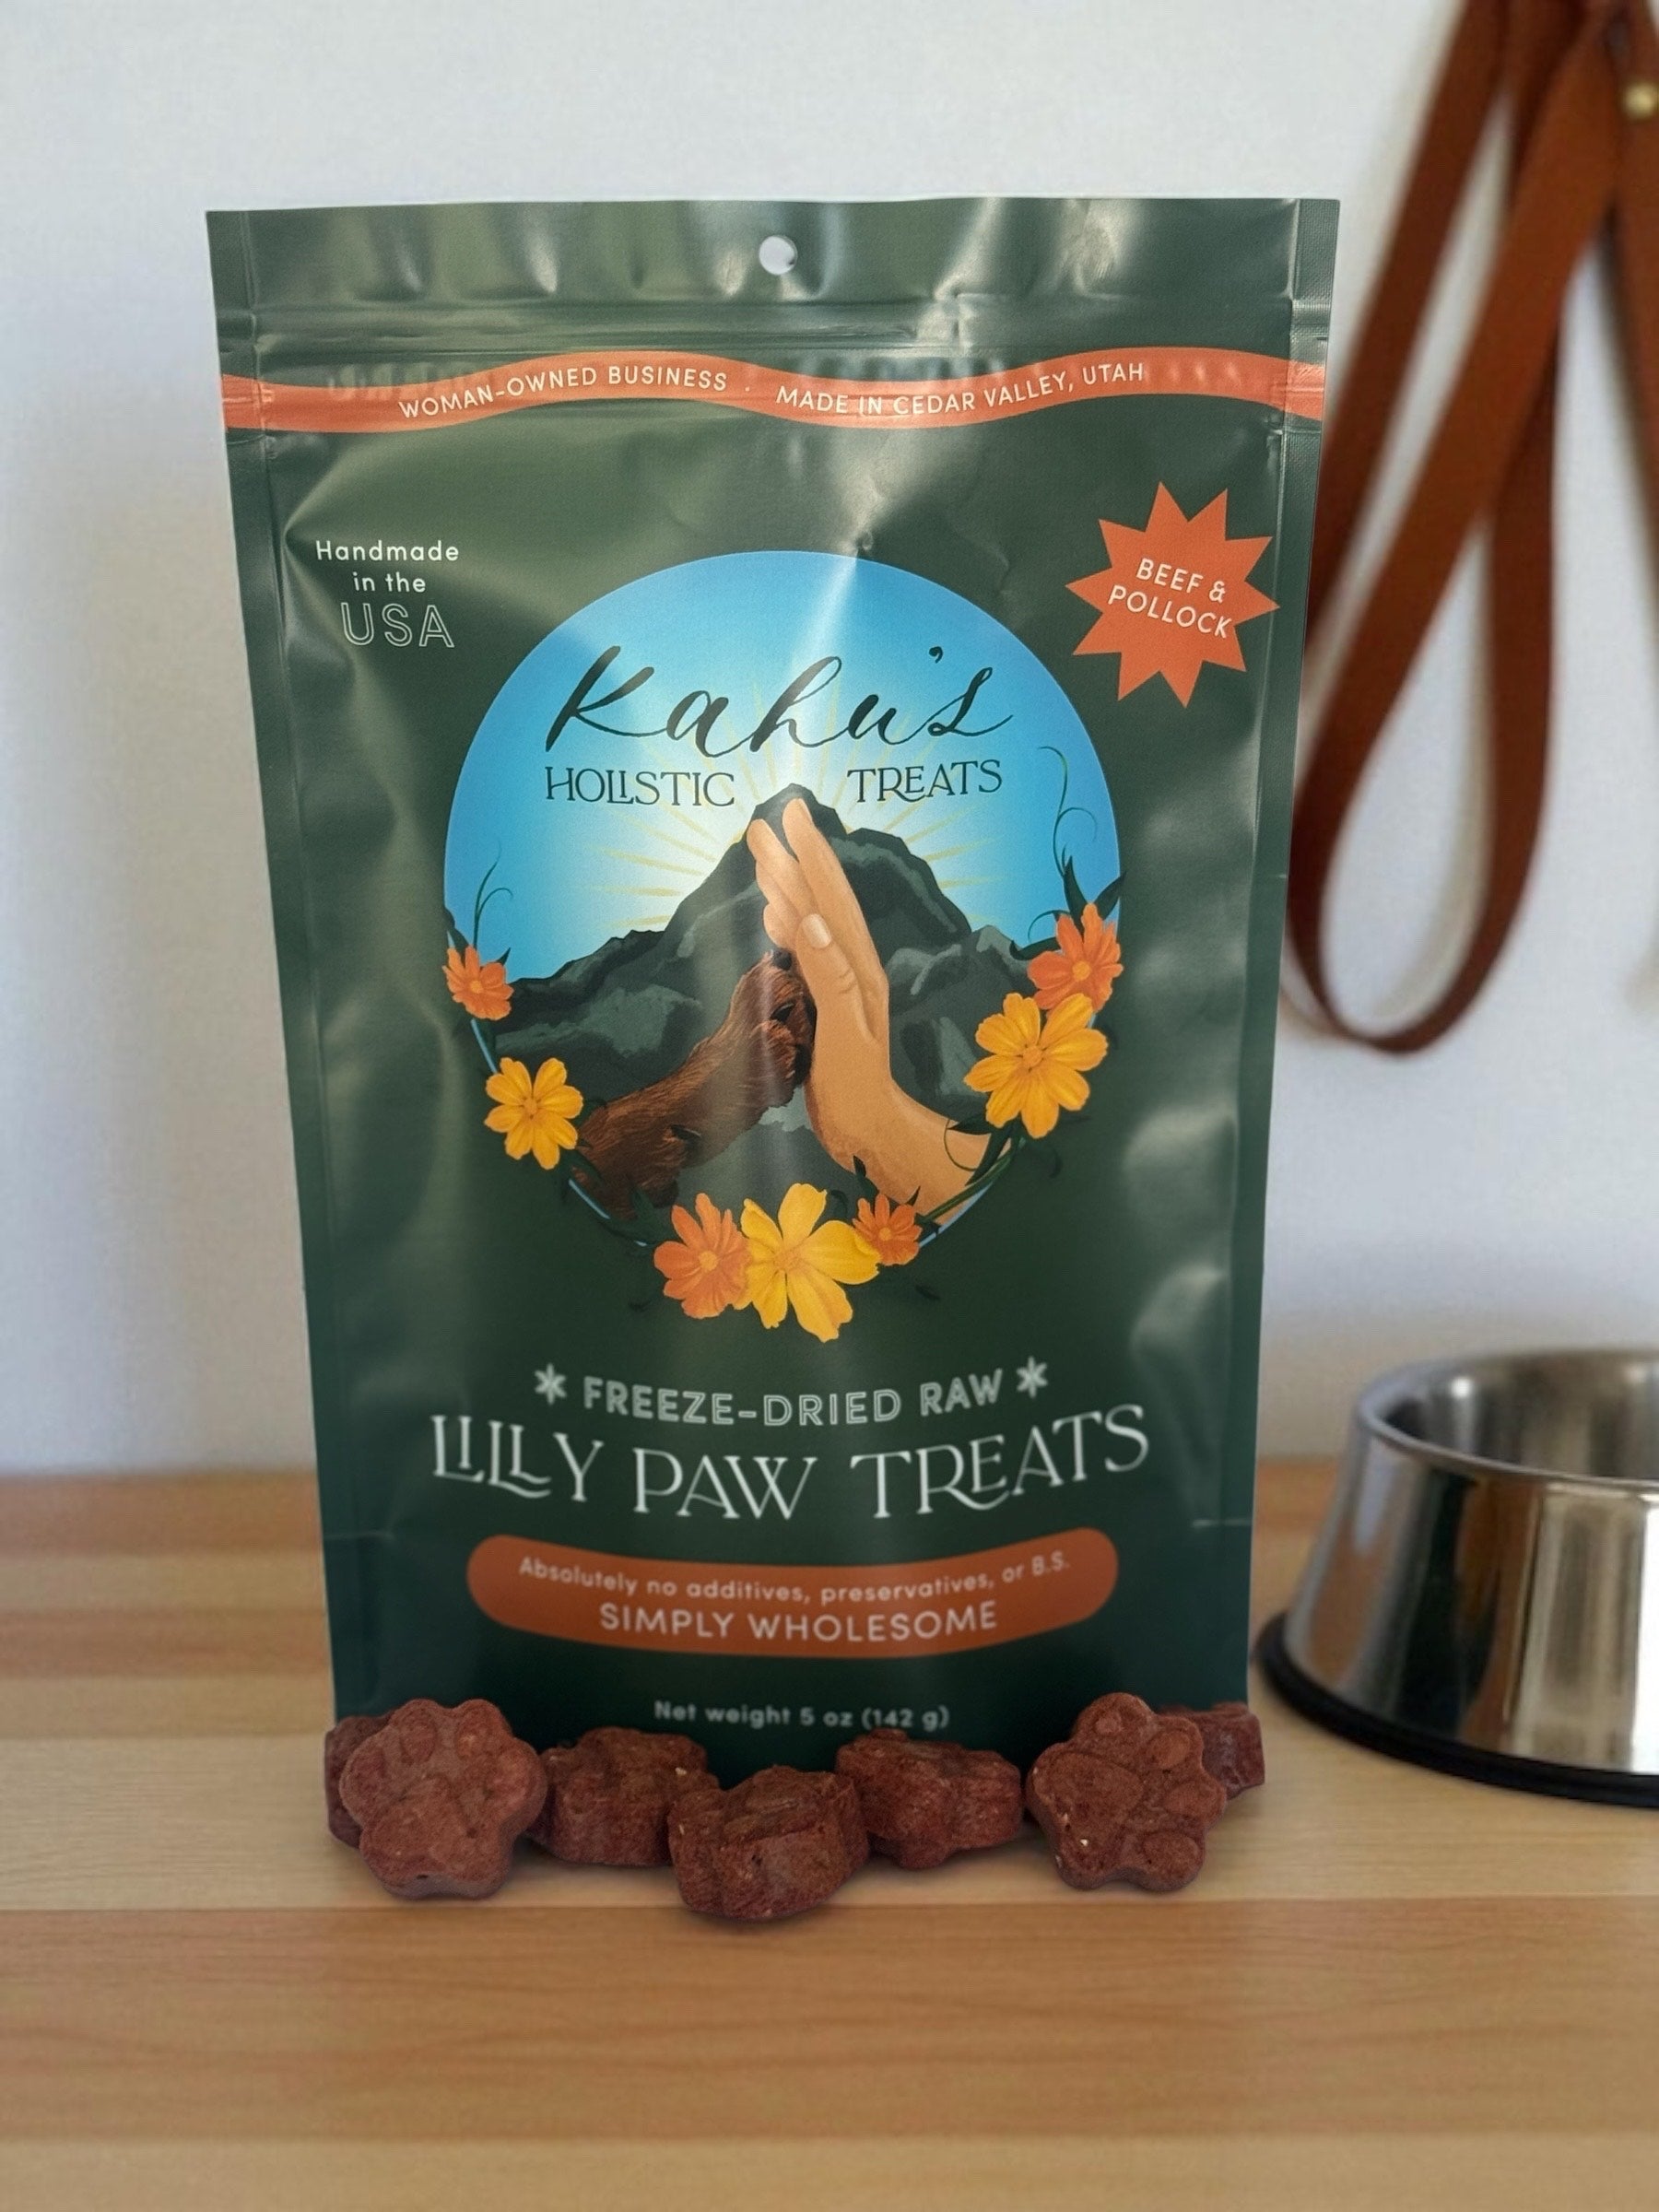 WOMAN-OWNED BUSINESS · MADE IN CEDAR VALLEY, UTAH
Handmade
in the
USA
BEEF &
POLLOCK
Kahu's
HOLISTIC TREATS
* FREEZE-DRIED RAW *
LILLY PAW TREATS
Absolutely no additives, preservatives, or B.S.
SIMPLY WHOLESOME
Net weight 5 oz (142 g)